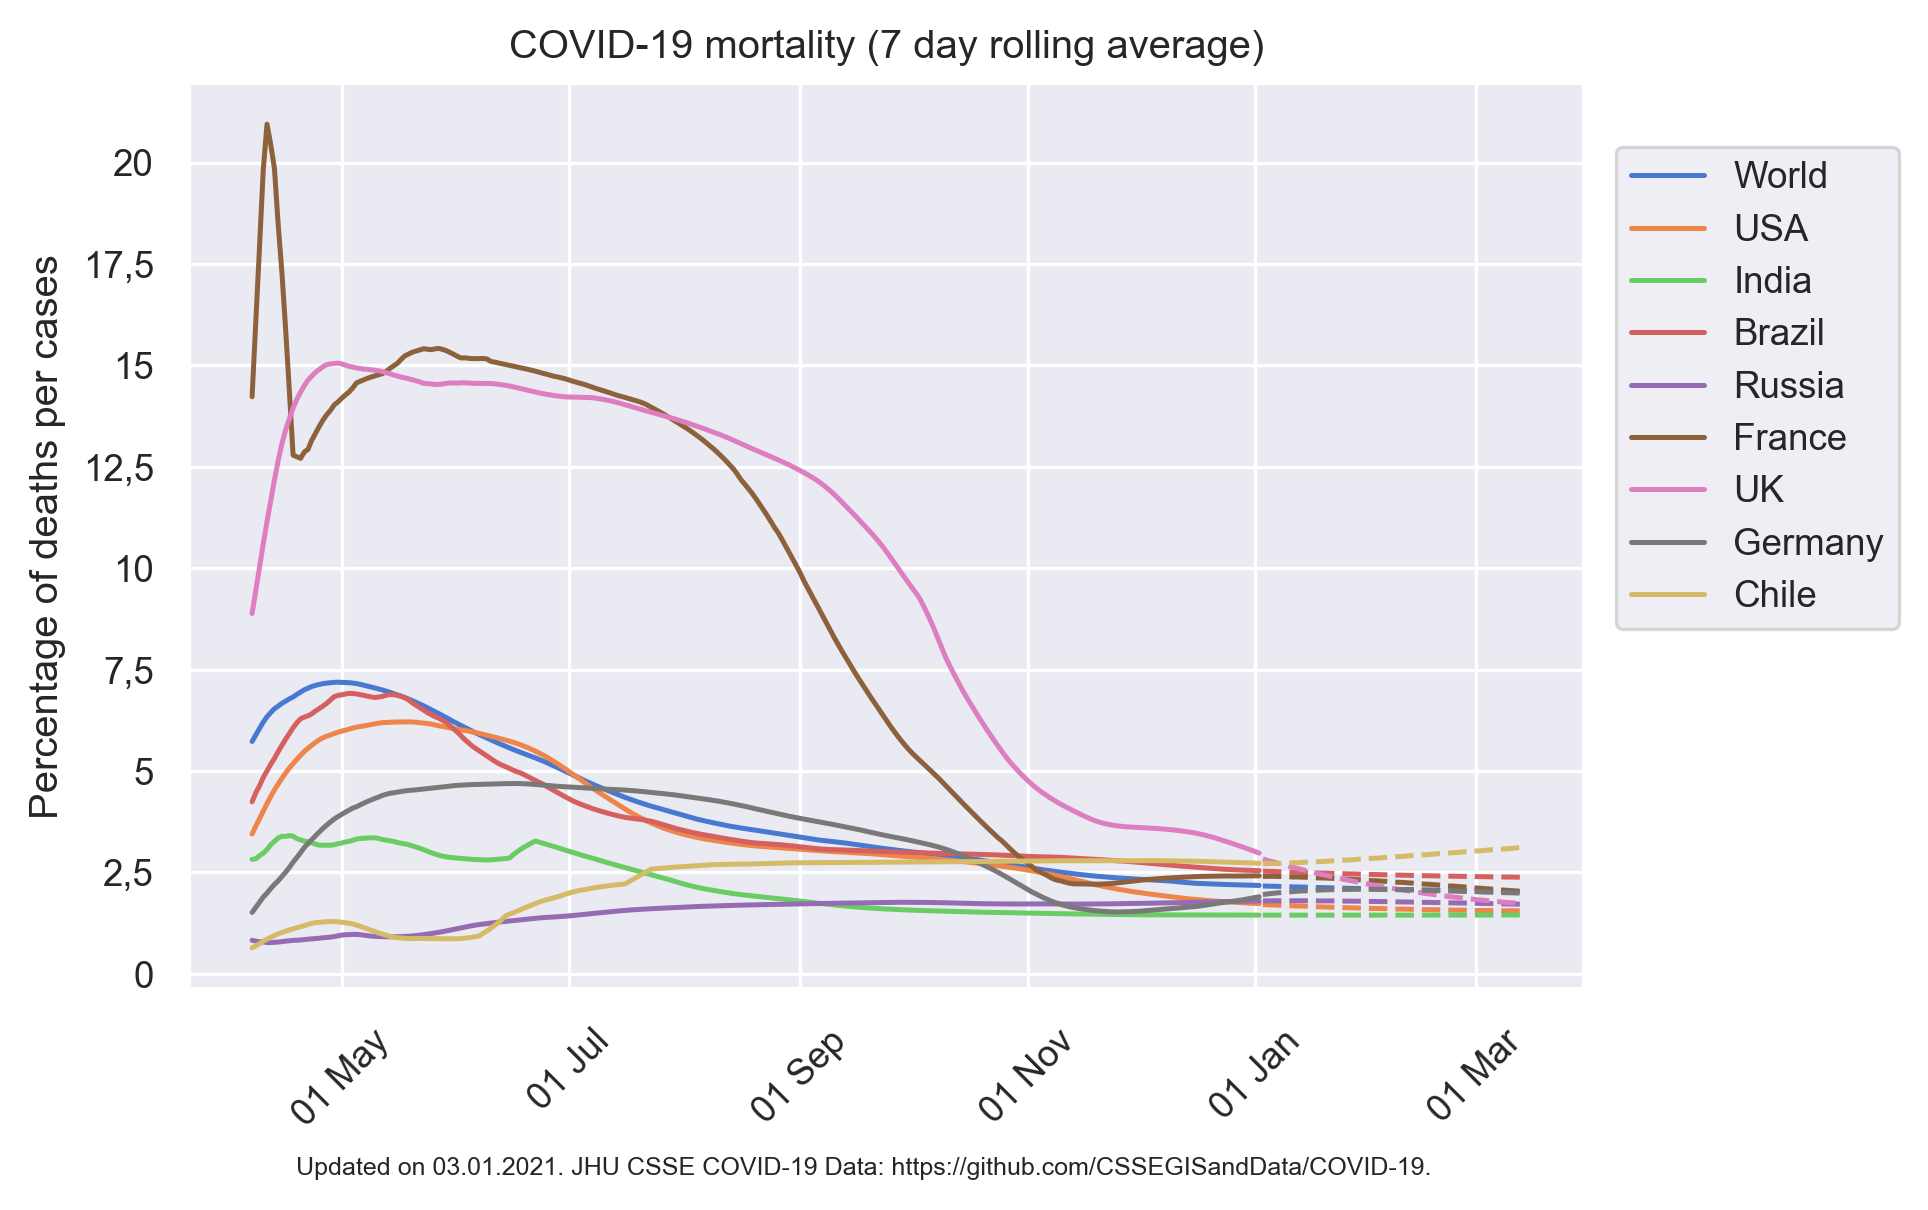 COVID-19 mortality (7 day rolling average)
Percentage of deaths per cases
20
17,5
15
12,5
10
7,5
5
2,5
0
01 May
01 Jul
01 Sep
01 Nov
01 Jan
01 Mar
World
USA
India
Brazil
Russia
France
UK
Germany
Chile
Updated on 03.01.2021. JHU CSSE COVID-19 Data: https://github.com/CSSEGISandData/COVID-19.